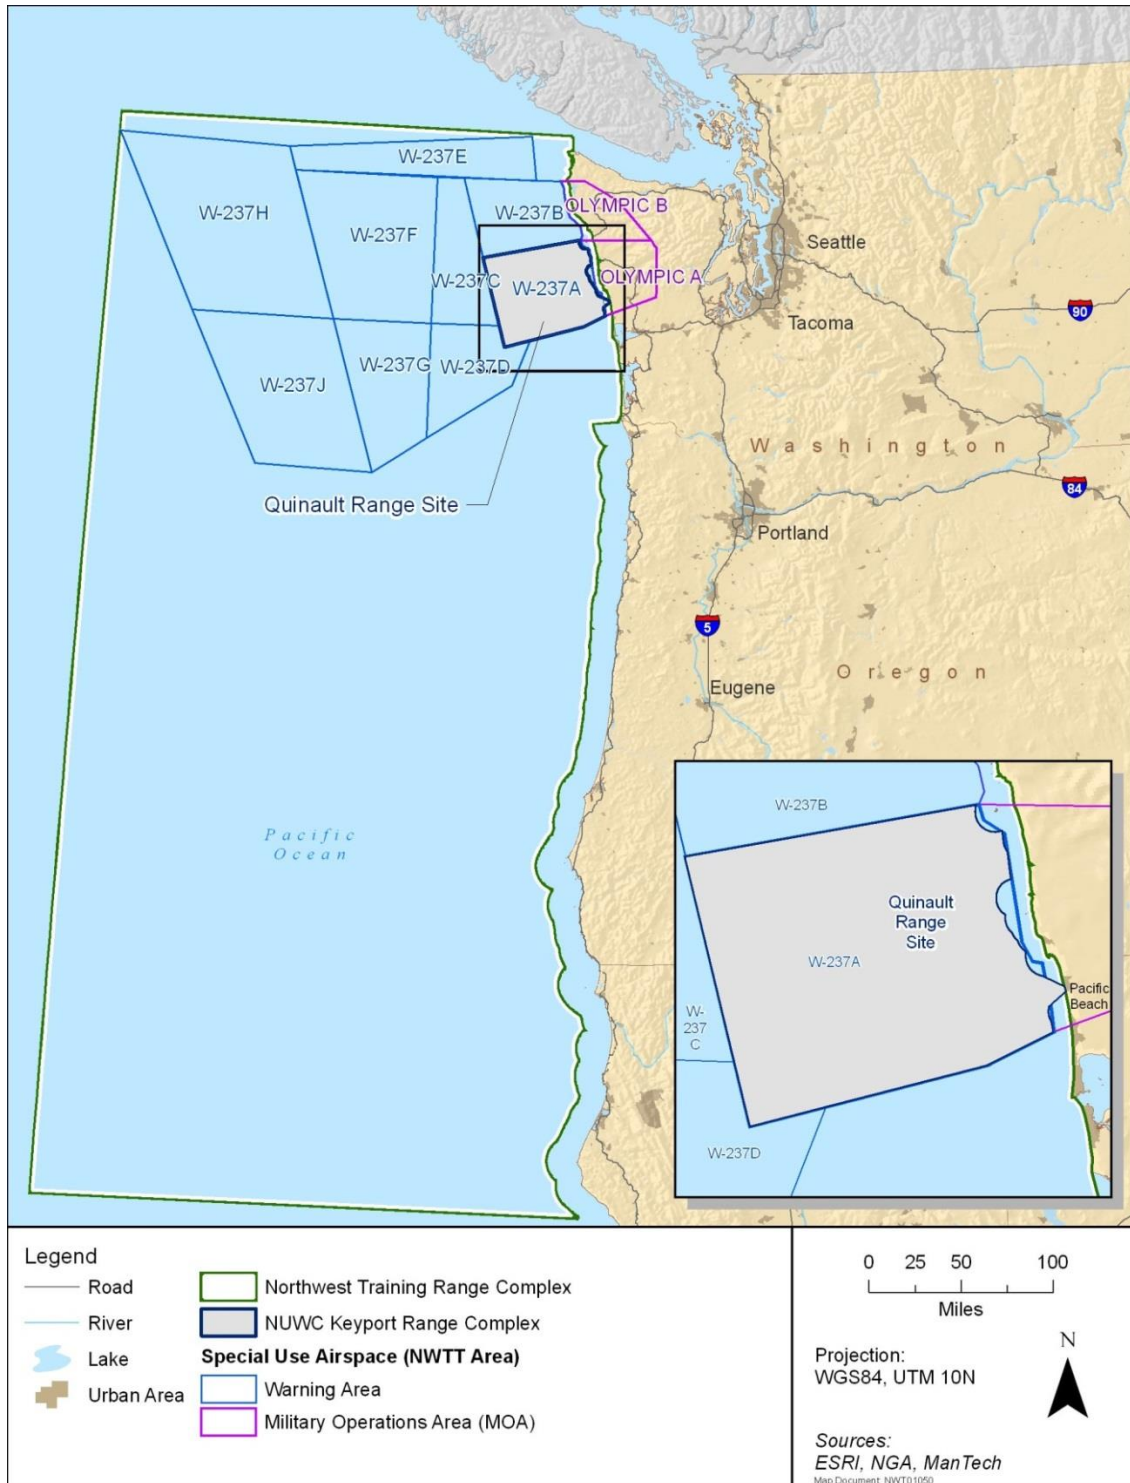 W-237E
W-237H
W-237B
OLYMPIC B
W-237F
Seattle
W-237C
W-237A
OLYMPIC A
90
Tacoma
W-237G
W-237D
W-237J
Washington
84
Quinault Range Site
Portland
5
Oregon
Eugene
Pacific
Ocean
W-237B
Quinault
Range
Site
W-237A
Pacific
Beach
W-
237
C
W-237D
Legend
Road
River
Lake
Urban Area
Northwest Training Range Complex
NUWC Keyport Range Complex
Special Use Airspace (NWTT Area)
Warning Area
Military Operations Area (MOA)
0 25 50 100
Miles
N
Projection:
WGS84, UTM 10N
Sources:
ESRI, NGA, ManTech
Map Document: NWT01050